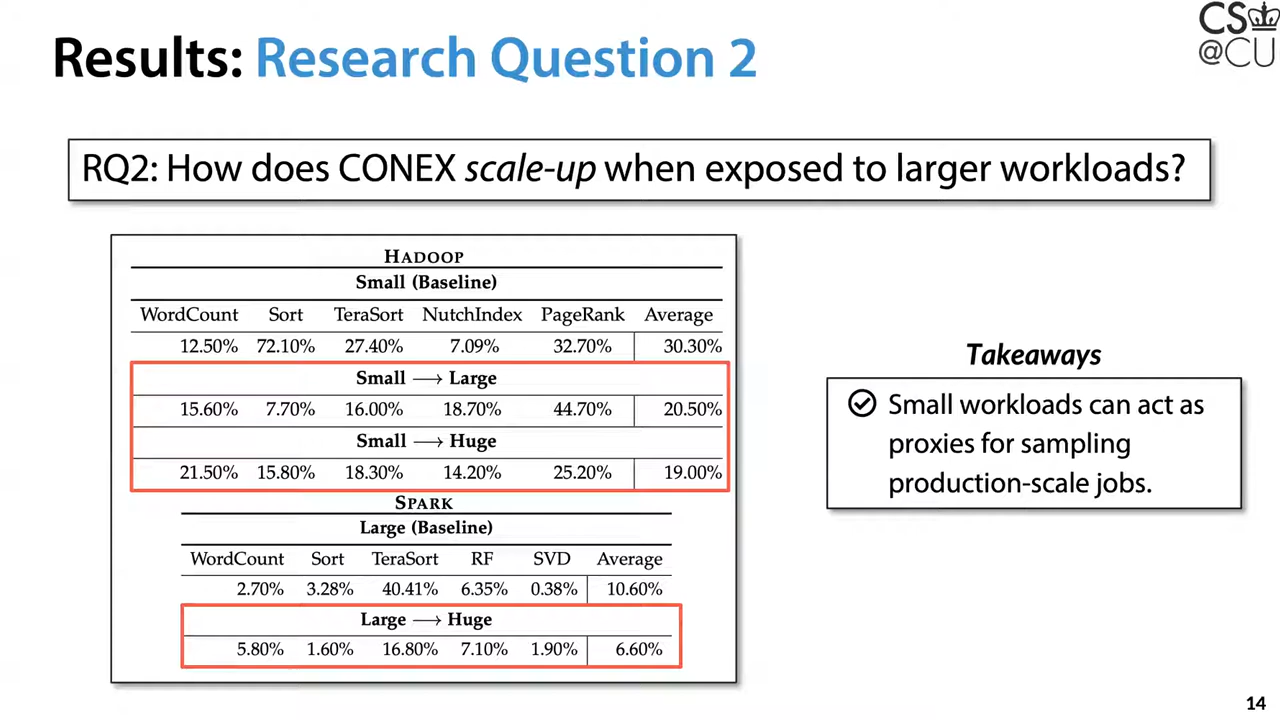 CS
@CU
Results: Research Question 2
RQ2: How does CONEX scale-up when exposed to larger workloads?
HADOOP
Small (Baseline)
WordCount Sort TeraSort NutchIndex PageRank Average
12.50% 72.10% 27.40% 7.09% 32.70% 30.30%
Small → Large
15.60% 7.70% 16.00% 18.70% 44.70% 20.50%
Small → Huge
21.50% 15.80% 18.30% 14.20% 25.20% 19.00%
SPARK
Large (Baseline)
WordCount Sort TeraSort RF SVD Average
2.70% 3.28% 40.41% 6.35% 0.38% 10.60%
Large → Huge
5.80% 1.60% 16.80% 7.10% 1.90% 6.60%
Takeaways
Small workloads can act as
proxies for sampling
production-scale jobs.
14